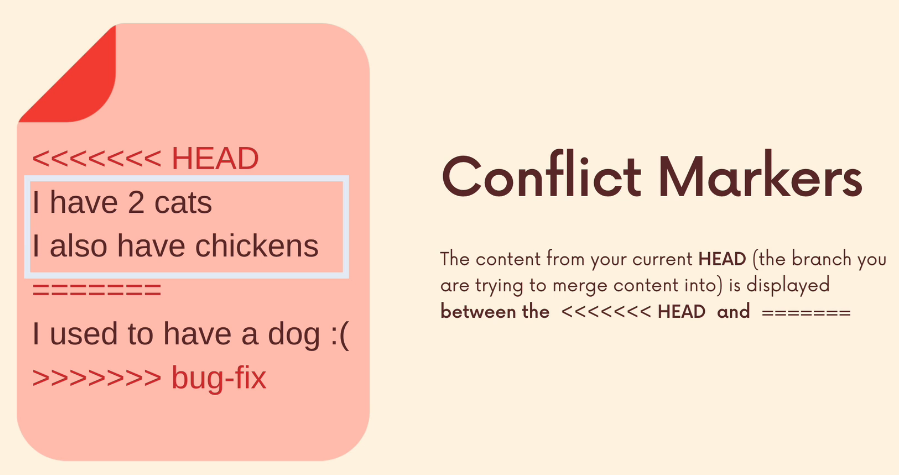 <<<<<<< HEAD
I have 2 cats
I also have chickens
=======
I used to have a dog :(
>>>>>>> bug-fix
Conflict Markers
The content from your current HEAD (the branch you
are trying to merge content into) is displayed
between the <<<<<<< HEAD and =======